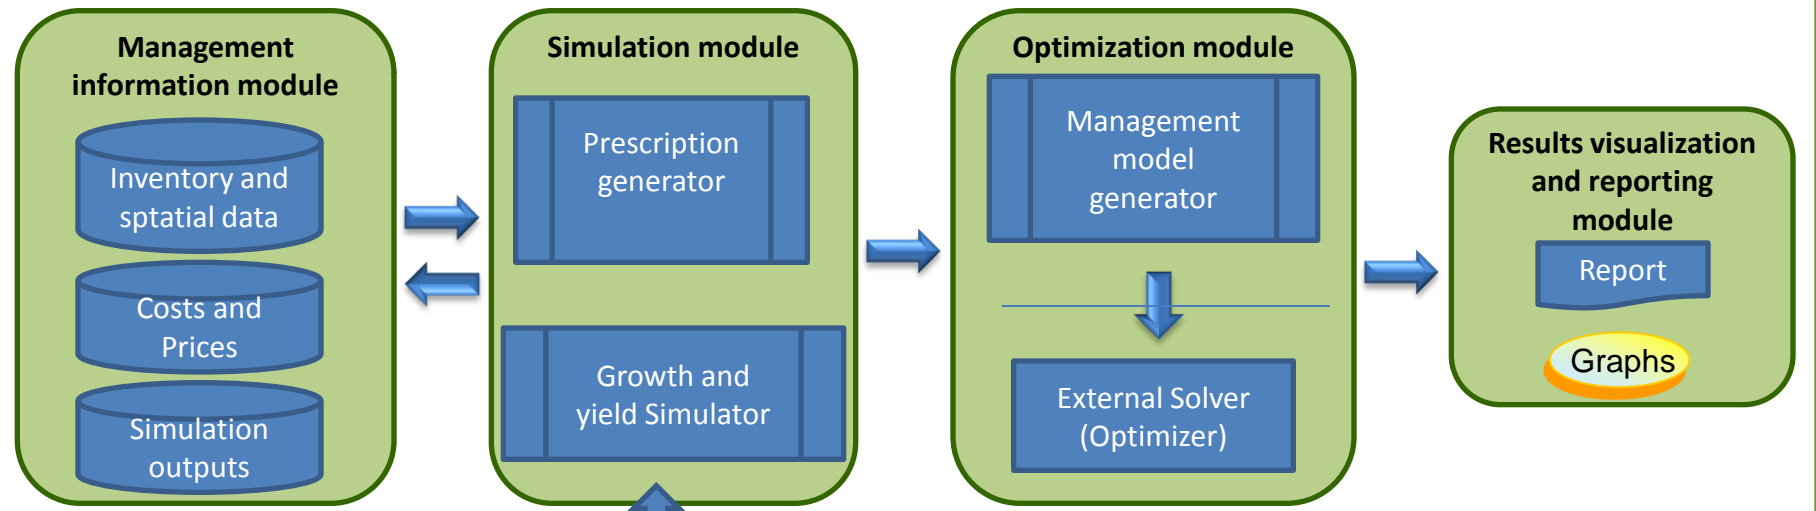 Management
information module
Inventory and
sptatial data
Costs and
Prices
Simulation
outputs
Simulation module
Prescription
generator
Growth and
yield Simulator
Optimization module
Management
model
generator
External Solver
(Optimizer)
Results visualization
and reporting
module
Report
Graphs